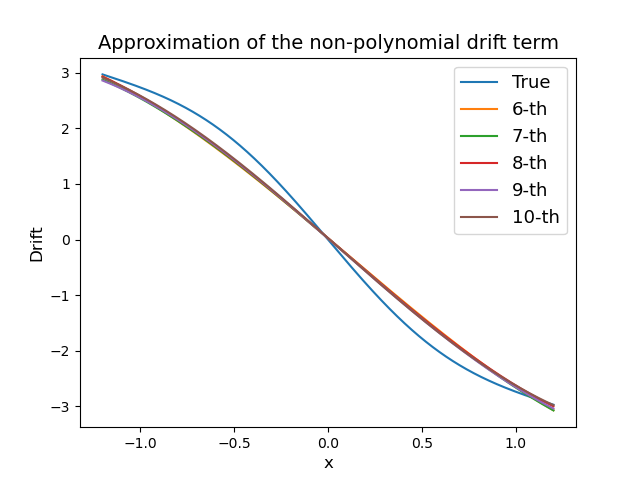 Approximation of the non-polynomial drift term
True
6-th
7-th
8-th
9-th
10-th
Drift
3
2
1
0
−1
−2
−3
−1.0
−0.5
0.0
0.5
1.0
x